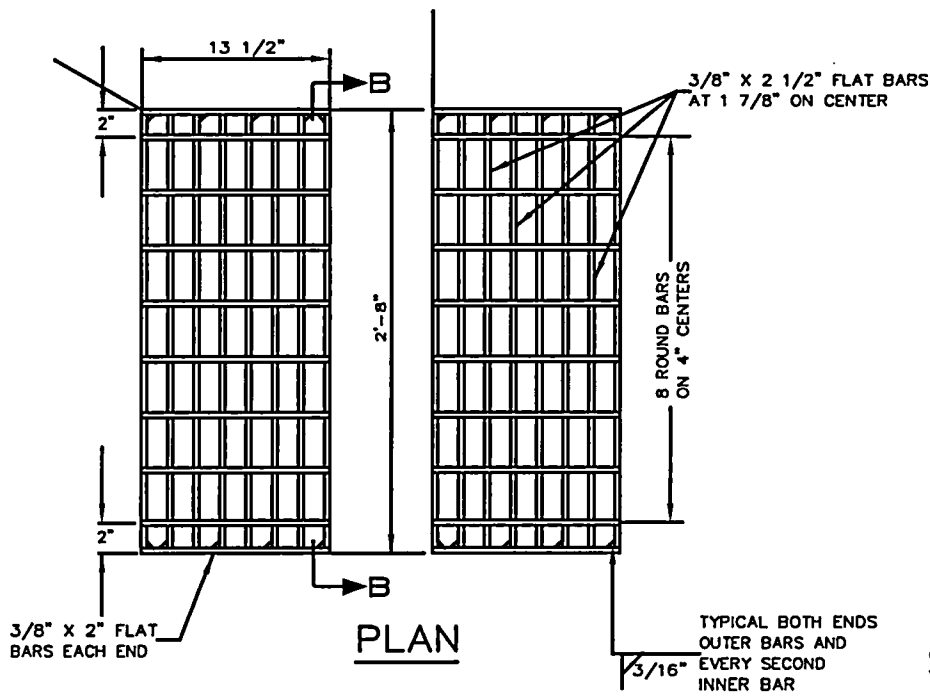 13 1/2"
B
3/8" X 2 1/2" FLAT BARS
AT 1 7/8" ON CENTER
2"
2'-8"
8 ROUND BARS
ON 4" CENTERS
2"
B
3/8" X 2" FLAT
BARS EACH END
PLAN
TYPICAL BOTH ENDS
OUTER BARS AND
EVERY SECOND
INNER BAR
3/16"